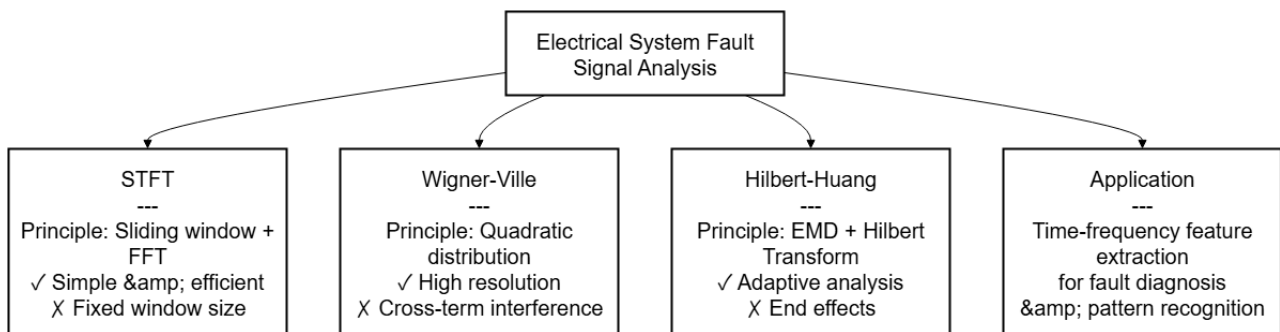 Electrical System Fault
Signal Analysis
STFT
---
Principle: Sliding window +
FFT
✓ Simple &amp; efficient
✗ Fixed window size
Wigner-Ville
---
Principle: Quadratic
distribution
✓ High resolution
✗ Cross-term interference
Hilbert-Huang
---
Principle: EMD + Hilbert
Transform
✓ Adaptive analysis
✗ End effects
Application
---
Time-frequency feature
extraction
for fault diagnosis
&amp; pattern recognition